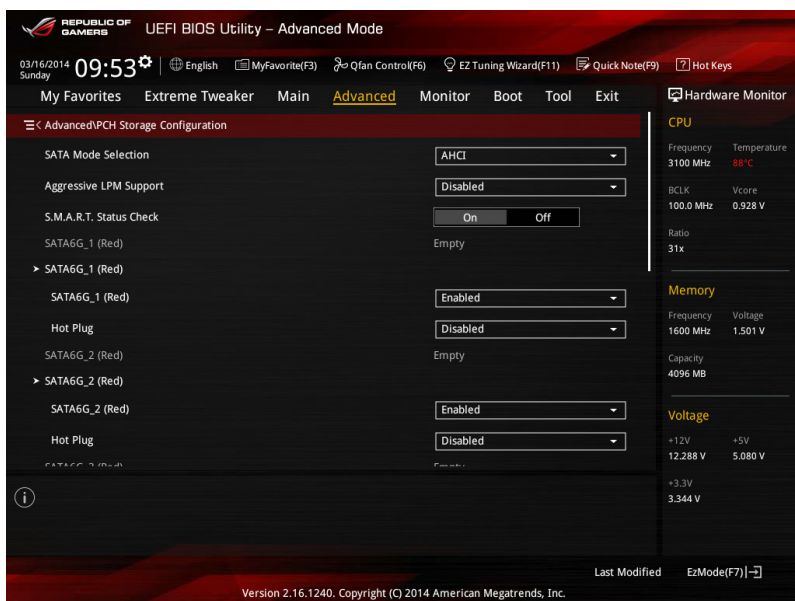 REPUBLIC OF GAMERS
UEFI BIOS Utility – Advanced Mode
03/16/2014 Sunday 09:53 English MyFavorite(F3) Qfan Control(F6) EZ Tuning Wizard(F11) Quick Note(F9) ? Hot Keys
My Favorites Extreme Tweaker Main Advanced Monitor Boot Tool Exit
Advanced\PCH Storage Configuration
SATA Mode Selection AHCI
Aggressive LPM Support Disabled
S.M.A.R.T. Status Check On Off
SATA6G_1 (Red) Empty
> SATA6G_1 (Red)
SATA6G_1 (Red) Enabled
Hot Plug Disabled
SATA6G_2 (Red) Empty
> SATA6G_2 (Red)
SATA6G_2 (Red) Enabled
Hot Plug Disabled
Hardware Monitor
CPU
Frequency Temperature
3100 MHz 88°C
BCLK Vcore
100.0 MHz 0.928 V
Ratio
31x
Memory
Frequency Voltage
1600 MHz 1.501 V
Capacity
4096 MB
Voltage
+12V +5V
12.288 V 5.080 V
+3.3V
3.344 V
Last Modified EzMode(F7)
Version 2.16.1240. Copyright (C) 2014 American Megatrends, Inc.